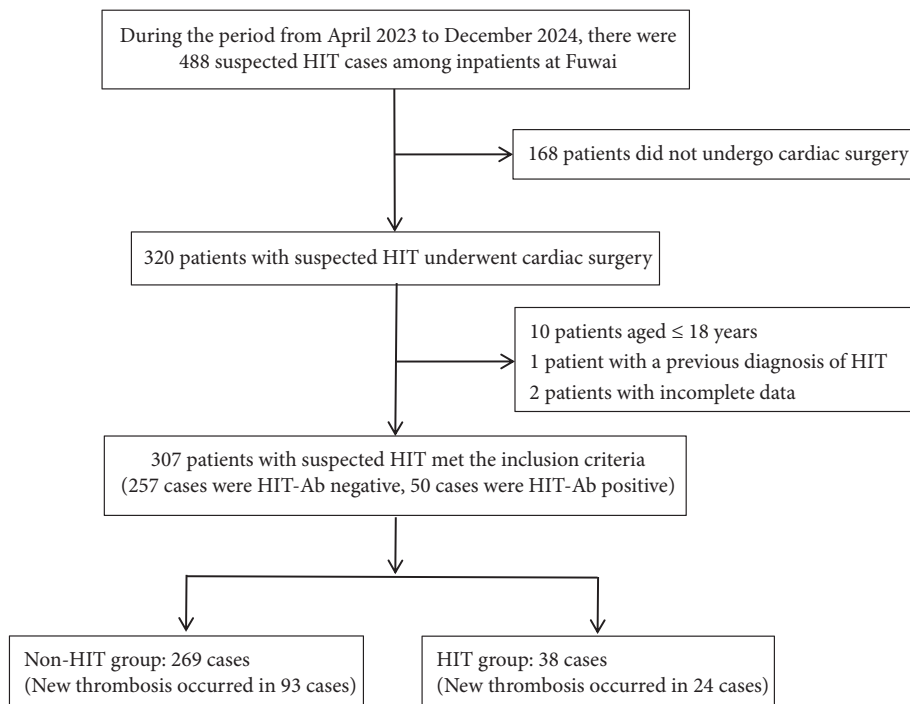 During the period from April 2023 to December 2024, there were
488 suspected HIT cases among inpatients at Fuwai
168 patients did not undergo cardiac surgery
320 patients with suspected HIT underwent cardiac surgery
10 patients aged ≤ 18 years
1 patient with a previous diagnosis of HIT
2 patients with incomplete data
307 patients with suspected HIT met the inclusion criteria
(257 cases were HIT-Ab negative, 50 cases were HIT-Ab positive)
Non-HIT group: 269 cases
(New thrombosis occurred in 93 cases)
HIT group: 38 cases
(New thrombosis occurred in 24 cases)